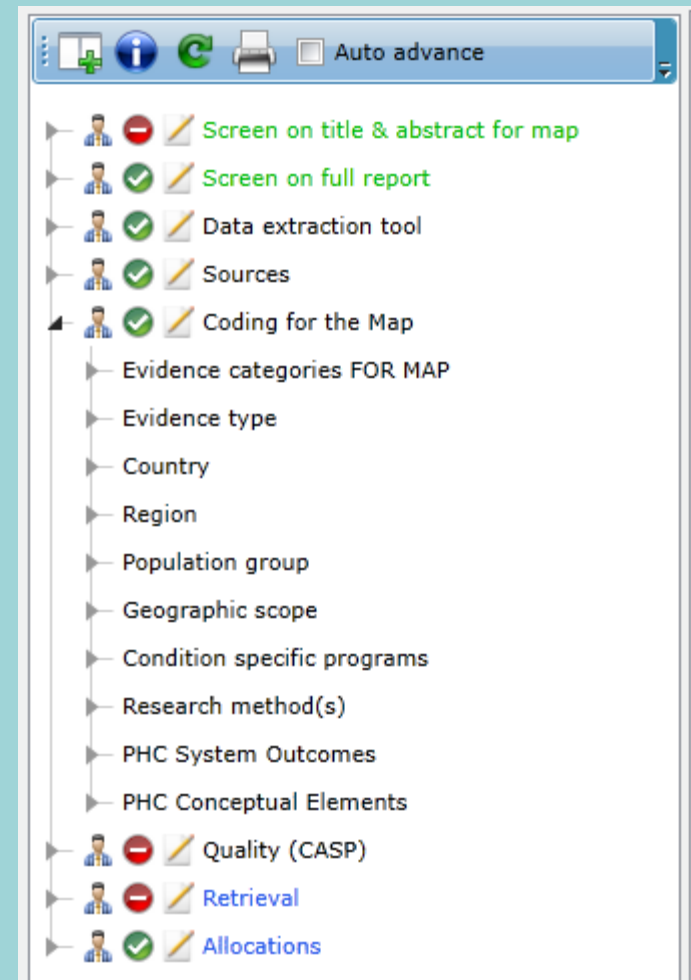 Auto advance
Screen on title & abstract for map
Screen on full report
Data extraction tool
Sources
Coding for the Map
Evidence categories FOR MAP
Evidence type
Country
Region
Population group
Geographic scope
Condition specific programs
Research method(s)
PHC System Outcomes
PHC Conceptual Elements
Quality (CASP)
Retrieval
Allocations